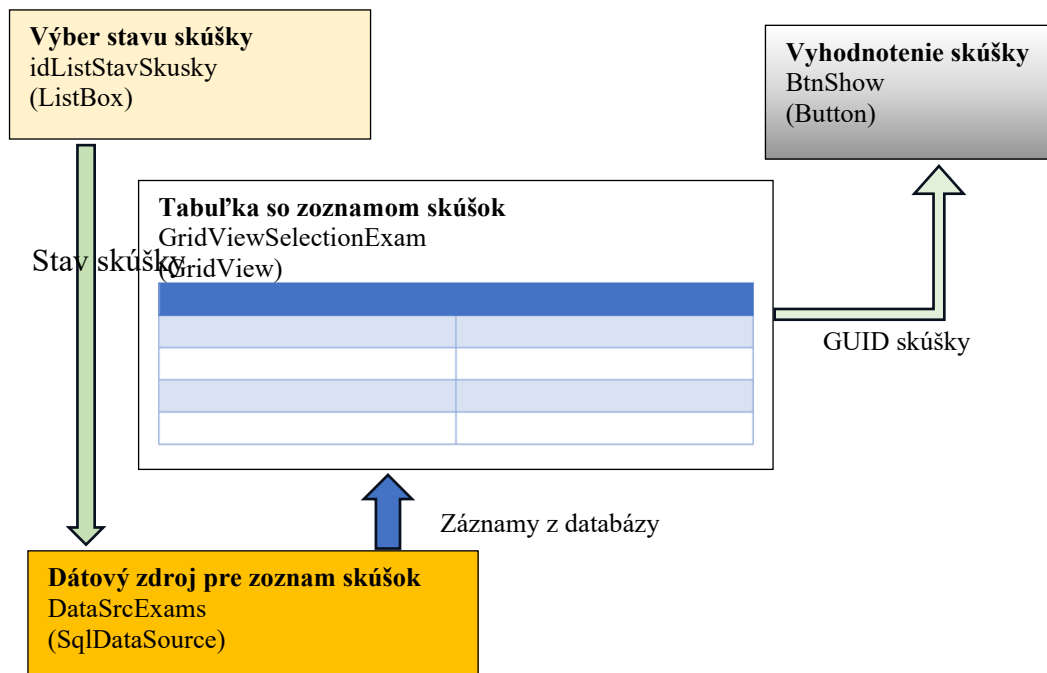 Výber stavu skúšky
idListStavSkusky
(ListBox)
Vyhodnotenie skúšky
BtnShow
(Button)
Tabuľka so zoznamom skúšok
GridViewSelectionExam
(GridView)
Stav skúšky
GUID skúšky
Záznamy z databázy
Dátový zdroj pre zoznam skúšok
DataSrcExams
(SqlDataSource)